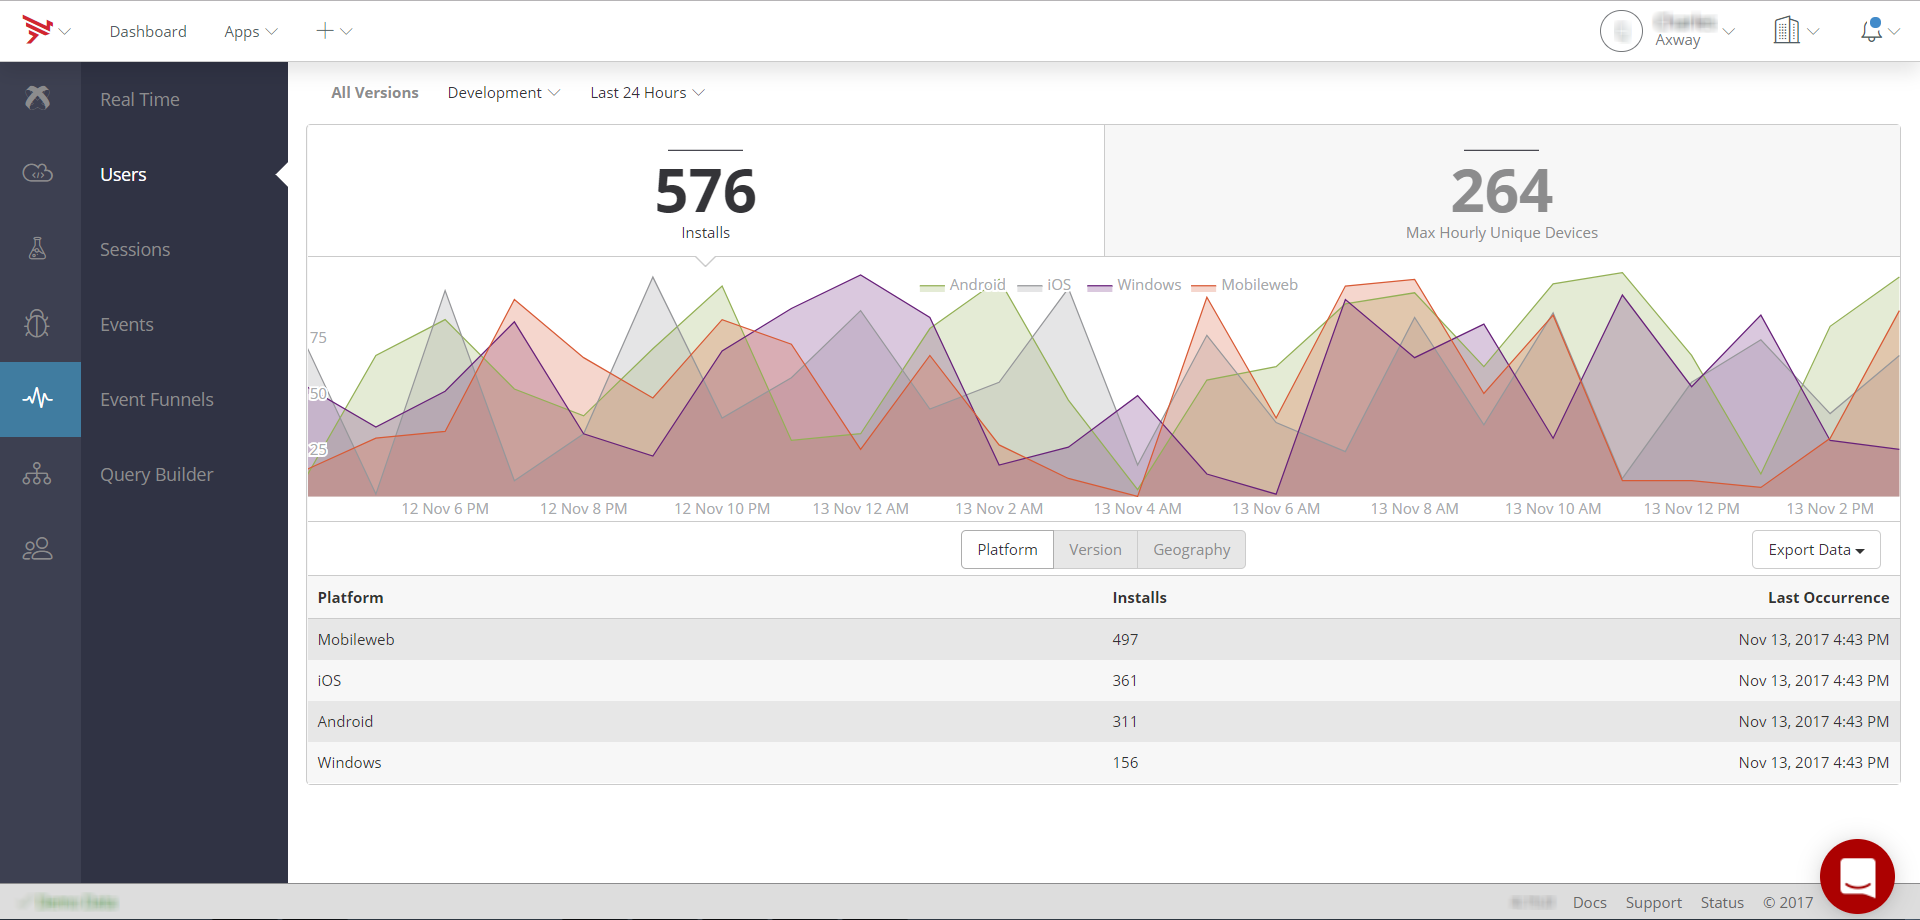 Dashboard Apps
Axway
Real Time
Users
Sessions
Events
Event Funnels
Query Builder
All Versions Development Last 24 Hours
576
Installs
264
Max Hourly Unique Devices
Android iOS Windows Mobileweb
75
50
25
12 Nov 6 PM 12 Nov 8 PM 12 Nov 10 PM 13 Nov 12 AM 13 Nov 2 AM 13 Nov 4 AM 13 Nov 6 AM 13 Nov 8 AM 13 Nov 10 AM 13 Nov 12 PM 13 Nov 2 PM
Platform Version Geography Export Data
Platform Installs Last Occurrence
Mobileweb 497 Nov 13, 2017 4:43 PM
iOS 361 Nov 13, 2017 4:43 PM
Android 311 Nov 13, 2017 4:43 PM
Windows 156 Nov 13, 2017 4:43 PM
Docs Support Status © 2017